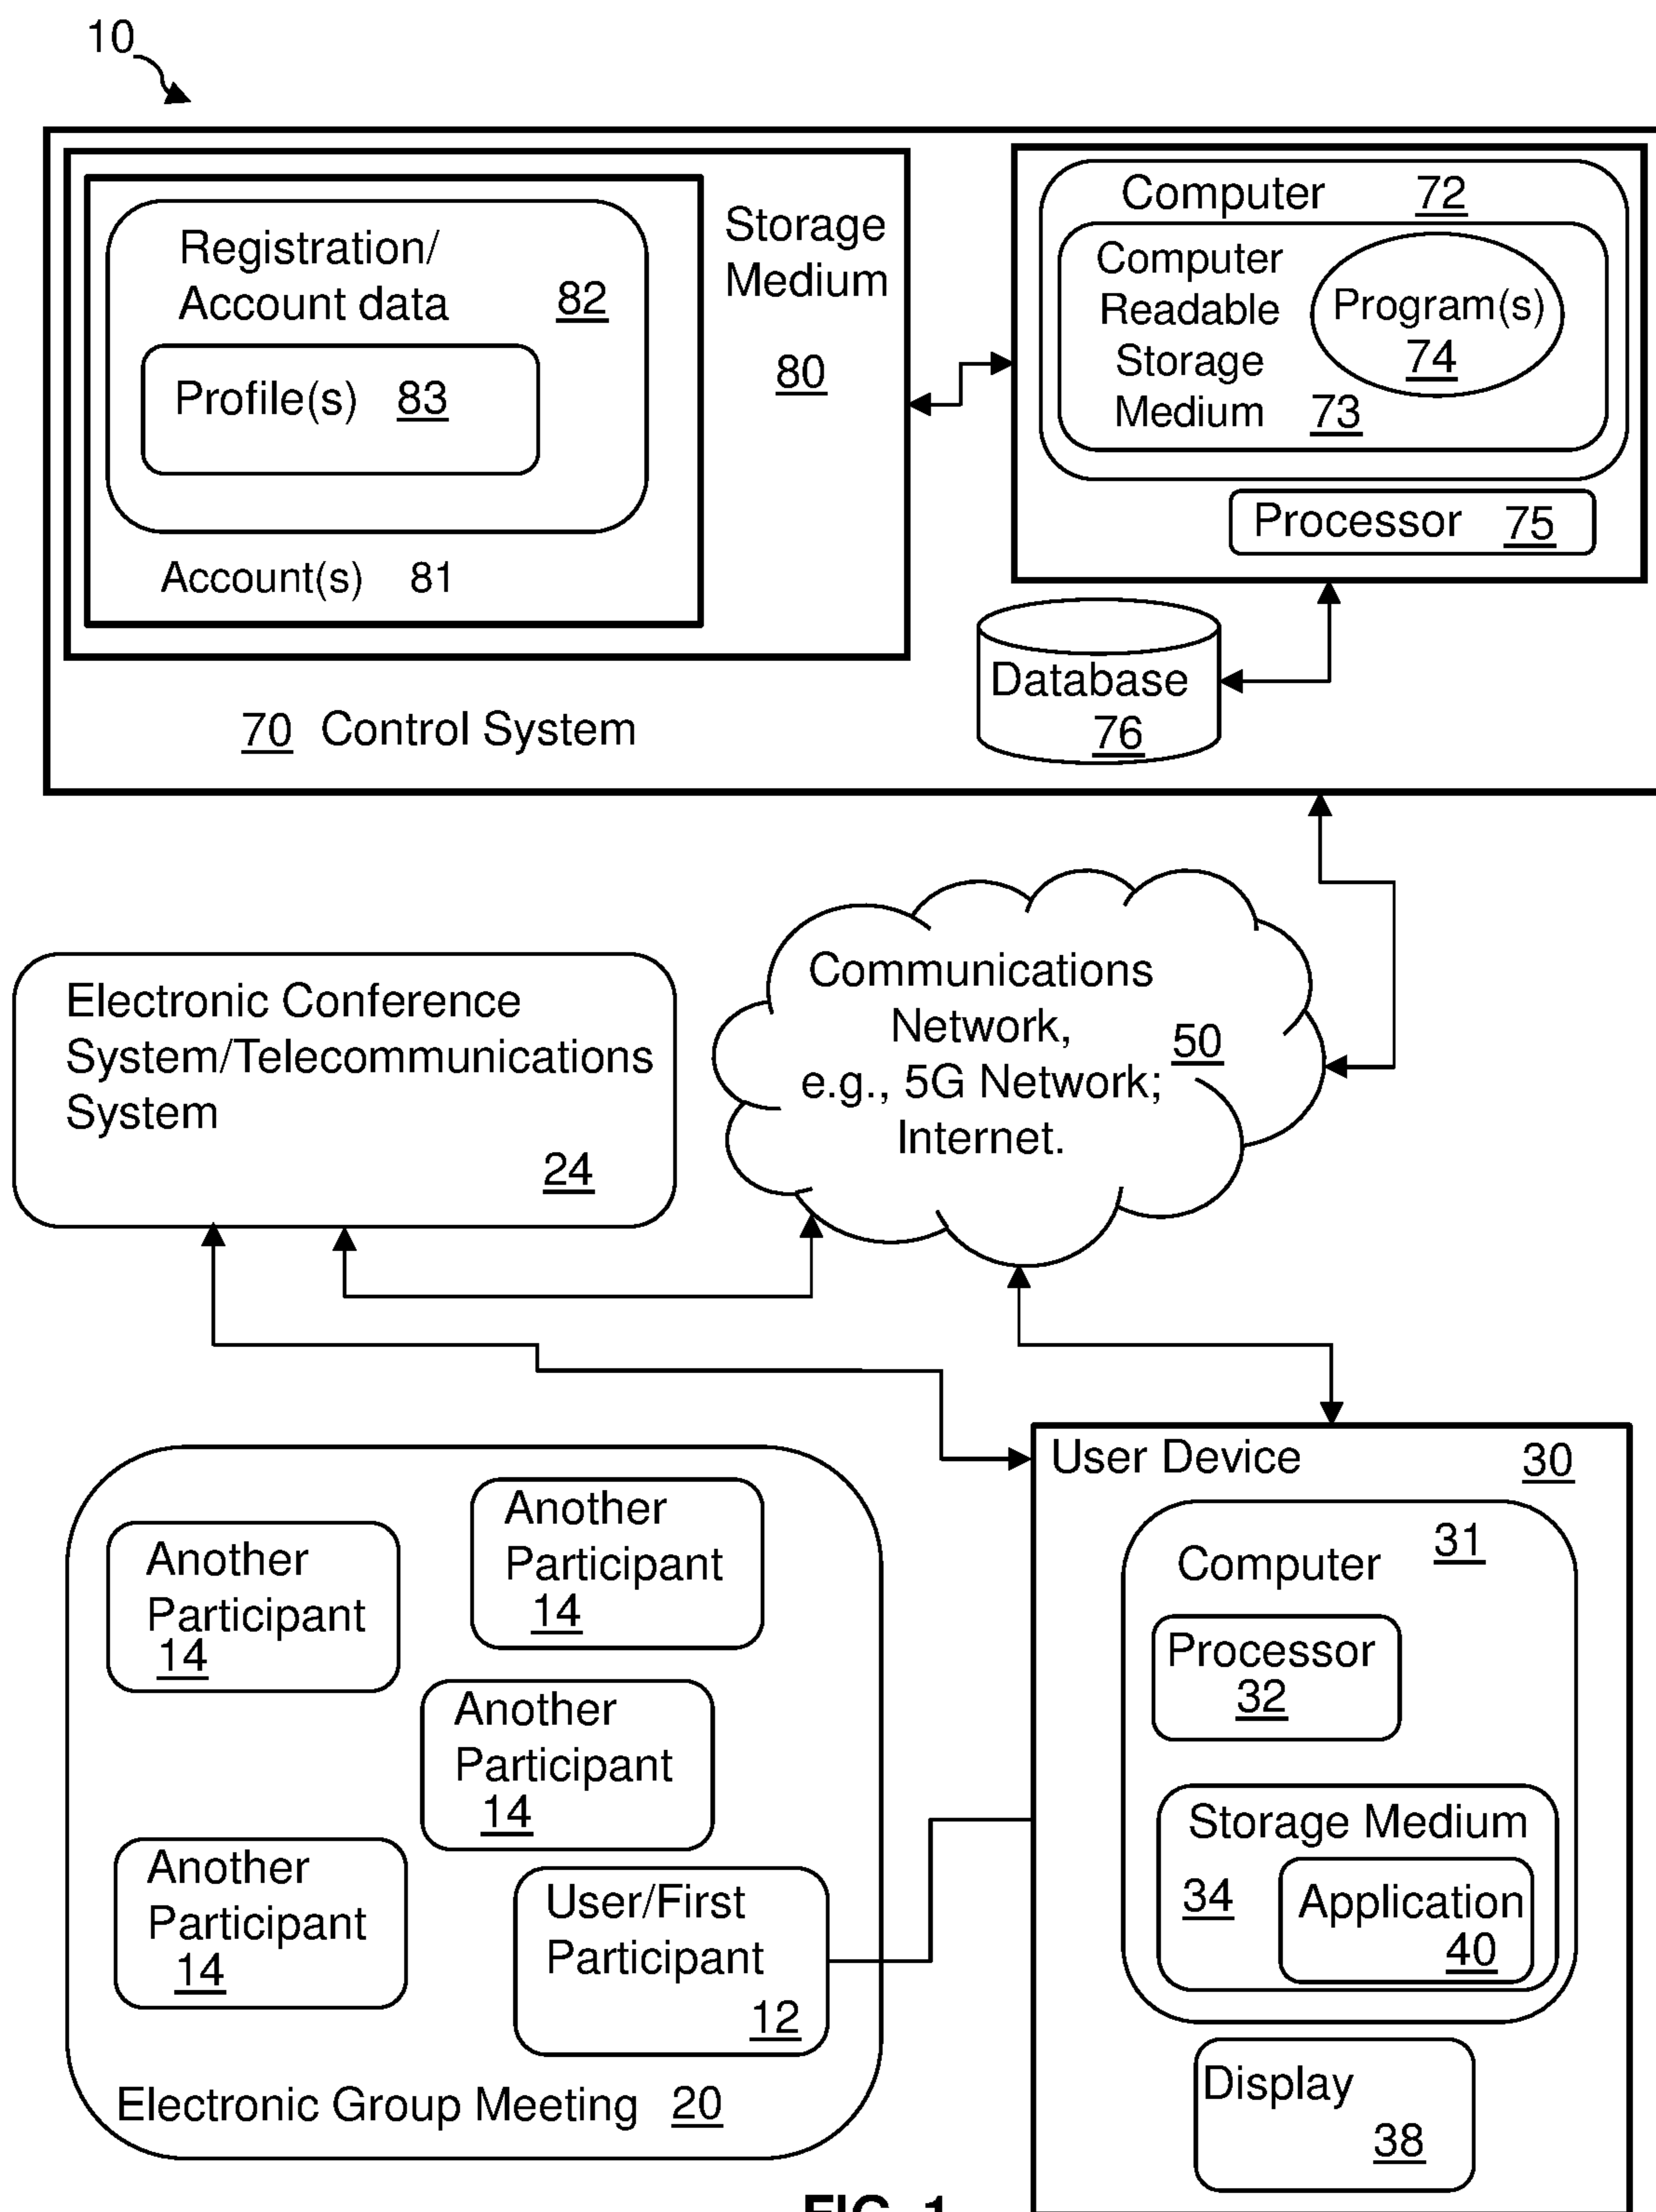 10
Registration/
Account data 82
Profile(s) 83
Account(s) 81
Storage
Medium
80
70 Control System
Computer 72
Computer
Readable
Storage
Medium 73
Program(s)
74
Processor 75
Database
76
Communications
Network,
e.g., 5G Network;
Internet.
50
Electronic Conference
System/Telecommunications
System
24
Another
Participant
14
Another
Participant
14
Another
Participant
14
Another
Participant
14
User/First
Participant
12
Electronic Group Meeting 20
User Device 30
Computer 31
Processor
32
Storage Medium
34
Application
40
Display
38
FIG. 1